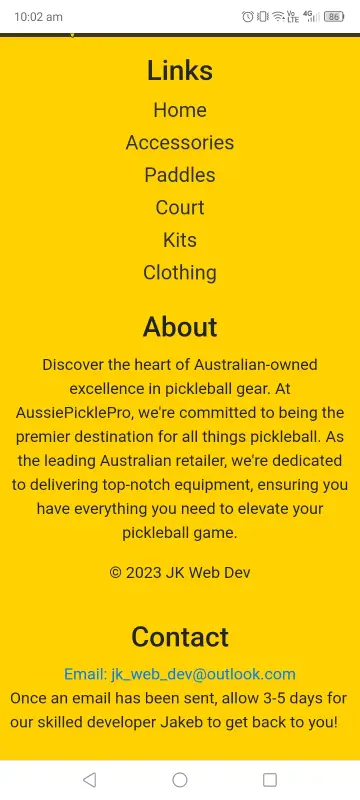 10:02 am
Vo
LTE
4G
86
Links
Home
Accessories
Paddles
Court
Kits
Clothing
About
Discover the heart of Australian-owned
excellence in pickleball gear. At
AussiePicklePro, we're committed to being the
premier destination for all things pickleball. As
the leading Australian retailer, we're dedicated
to delivering top-notch equipment, ensuring you
have everything you need to elevate your
pickleball game.
© 2023 JK Web Dev
Contact
Email: jk_web_dev@outlook.com
Once an email has been sent, allow 3-5 days for
our skilled developer Jakeb to get back to you!